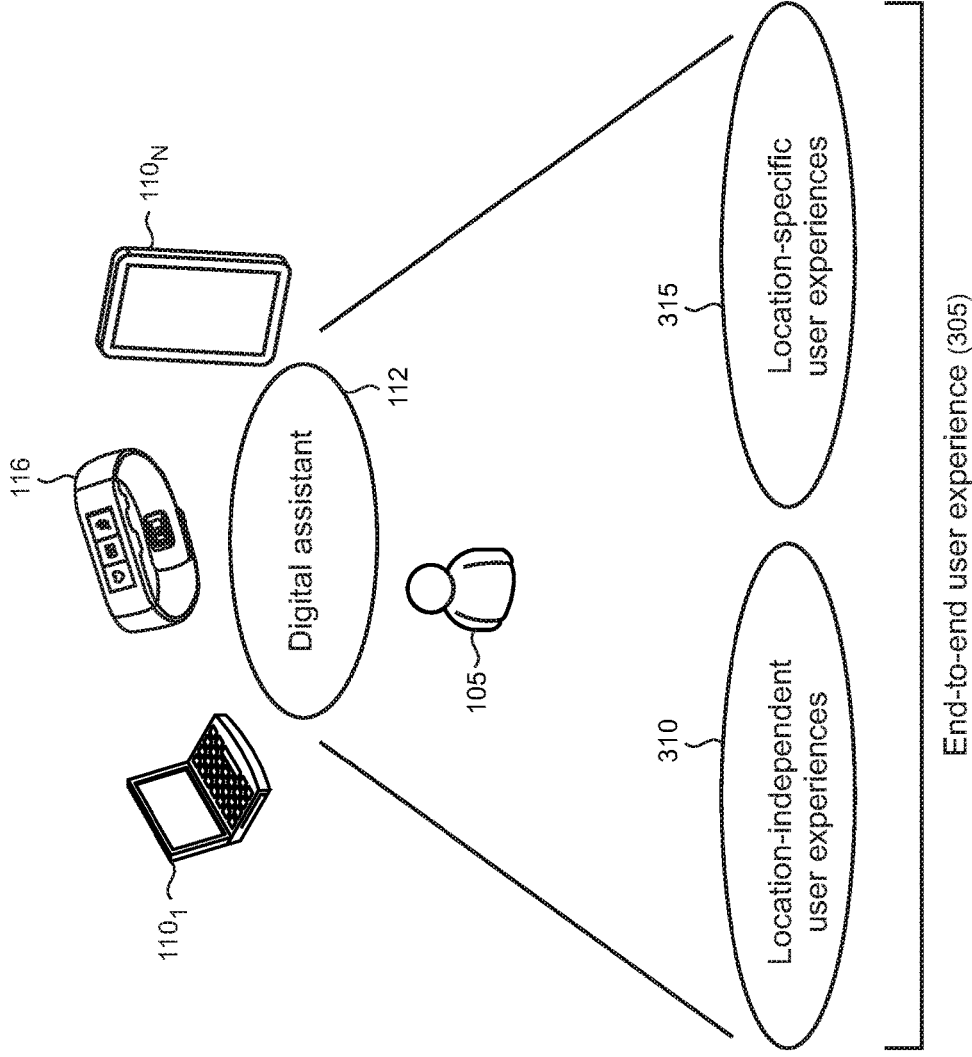 116
110N
1101
Digital assistant
112
105
310
315
Location-independent
user experiences
Location-specific
user experiences
End-to-end user experience (305)